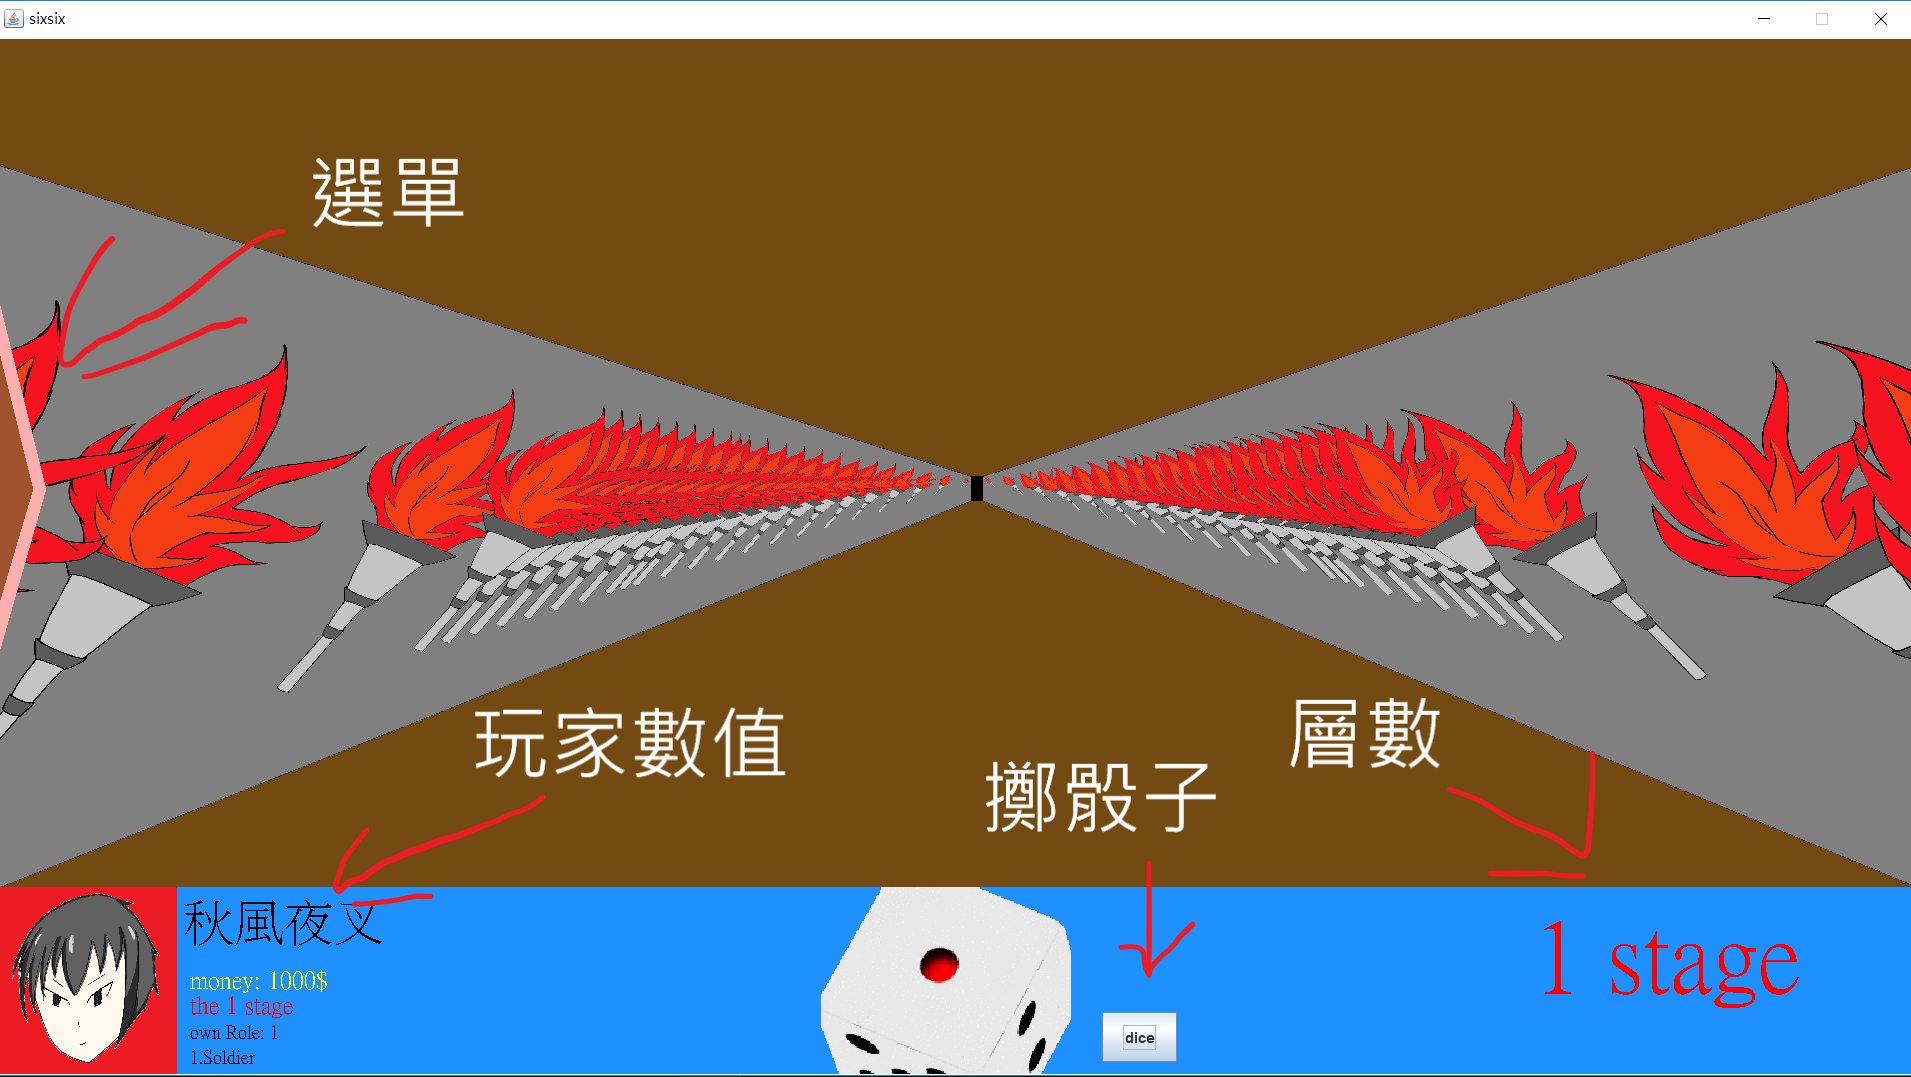 sixsix
選單
玩家數值
擲骰子
層數
秋風夜叉
money: 1000$
the 1 stage
own Role: 1
1.Soldier
dice
1 stage